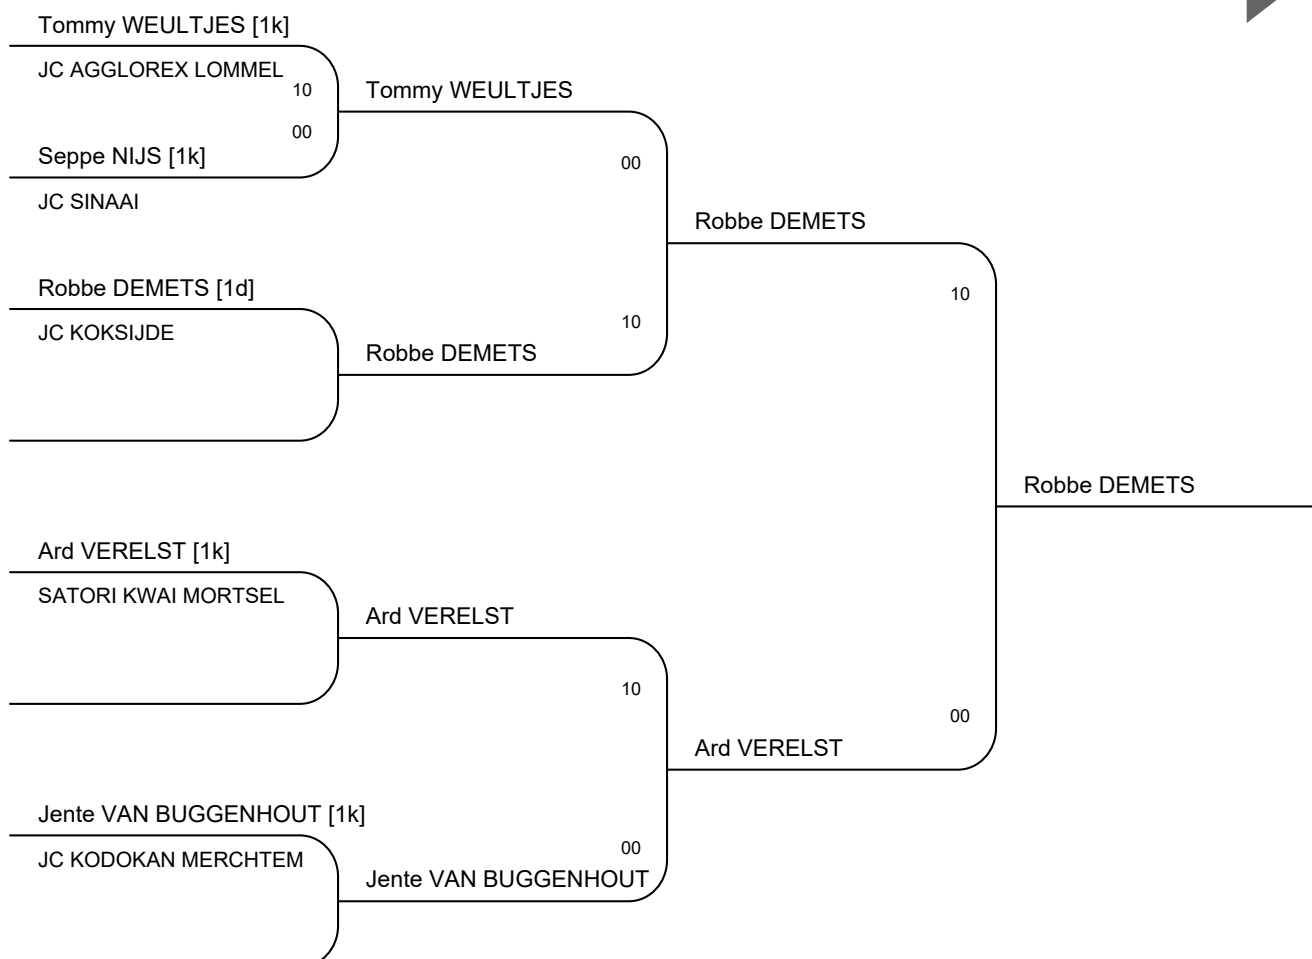 Tommy WEULTJES [1k]
JC AGGLOREX LOMMEL
10
Tommy WEULTJES
00
Seppe NIJS [1k]
00
JC SINAAI
Robbe DEMETS
Robbe DEMETS [1d]
10
JC KOKSIJDE
10
Robbe DEMETS
Robbe DEMETS
Ard VERELST [1k]
SATORI KWAI MORTSEL
Ard VERELST
10
00
Ard VERELST
Jente VAN BUGGENHOUT [1k]
00
JC KODOKAN MERCHTEM
Jente VAN BUGGENHOUT